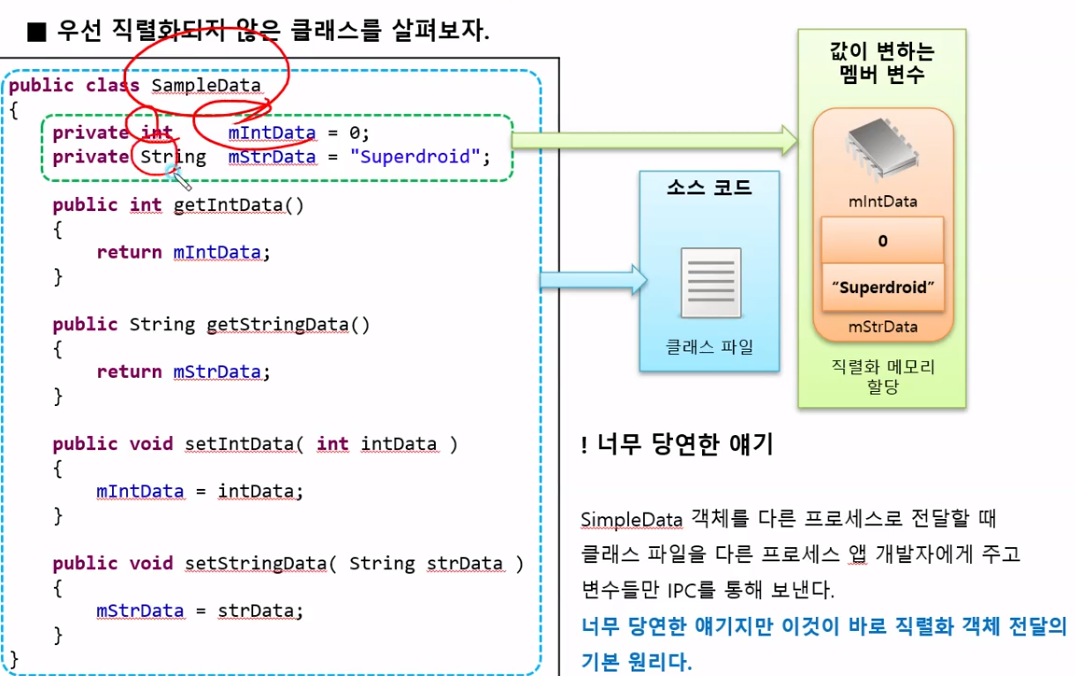 ■ 우선 직렬화되지 않은 클래스를 살펴보자.
public class SampleData
{
private int mIntData = 0;
private String mStrData = "Superdroid";
public int getIntData()
{
return mIntData;
}
public String getStringData()
{
return mStrData;
}
public void setIntData( int intData )
{
mIntData = intData;
}
public void setStringData( String strData )
{
mStrData = strData;
}
}
소스 코드
클래스 파일
값이 변하는
멤버 변수
mIntData
0
“Superdroid”
mStrData
직렬화 메모리
할당
! 너무 당연한 얘기
SimpleData 객체를 다른 프로세스로 전달할 때
클래스 파일을 다른 프로세스 앱 개발자에게 주고
변수들만 IPC를 통해 보낸다.
너무 당연한 얘기지만 이것이 바로 직렬화 객체 전달의
기본 원리다.